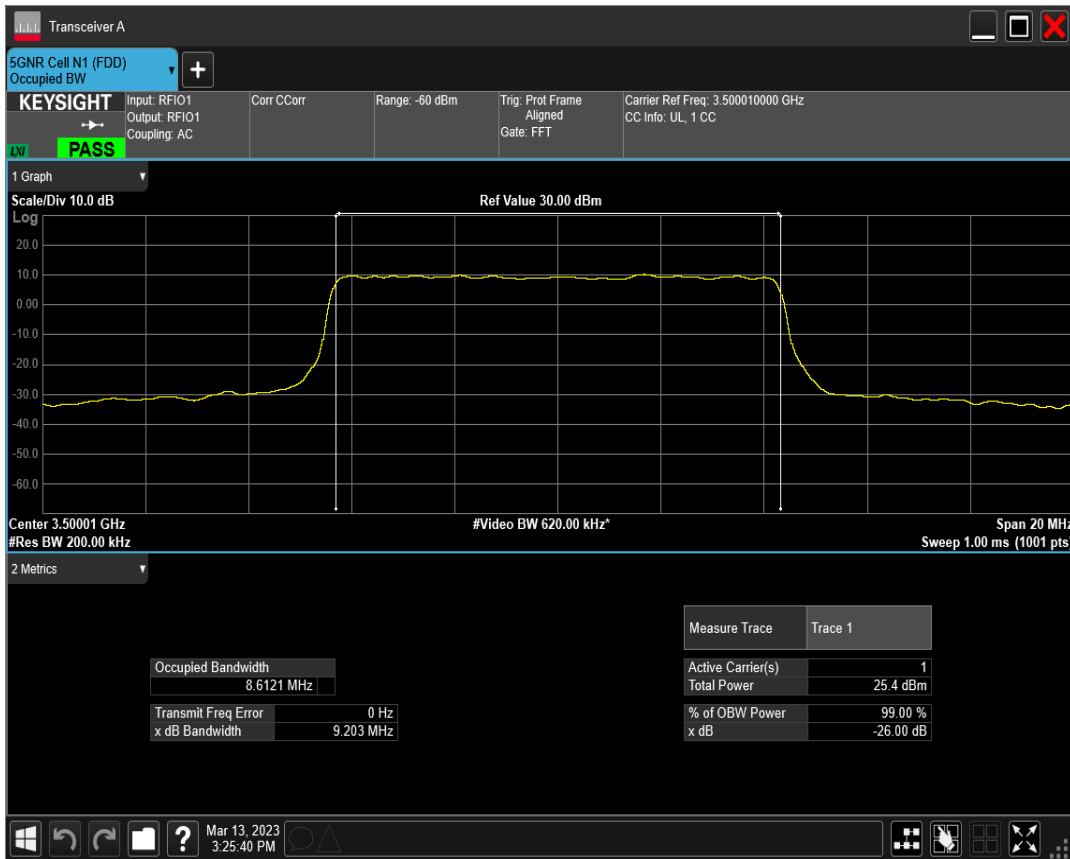 Transceiver A
5GNR Cell N1 (FDD)
Occupied BW
+
KEYSIGHT
LXI
PASS
Input: RFIO1
Output: RFIO1
Coupling: AC
Corr CCorr
Range: -60 dBm
Trig: Prot Frame
Aligned
Gate: FFT
Carrier Ref Freq: 3.500010000 GHz
CC Info: UL, 1 CC
1 Graph
Scale/Div 10.0 dB
Ref Value 30.00 dBm
Log
20.0
10.0
0.00
-10.0
-20.0
-30.0
-40.0
-50.0
-60.0
Center 3.50001 GHz
#Video BW 620.00 kHz*
Span 20 MHz
#Res BW 200.00 kHz
Sweep 1.00 ms (1001 pts)
2 Metrics
Measure Trace
Trace 1
Occupied Bandwidth
8.6121 MHz
Active Carrier(s)
1
Total Power
25.4 dBm
Transmit Freq Error
0 Hz
x dB Bandwidth
9.203 MHz
% of OBW Power
99.00 %
x dB
-26.00 dB
?
Mar 13, 2023
3:25:40 PM